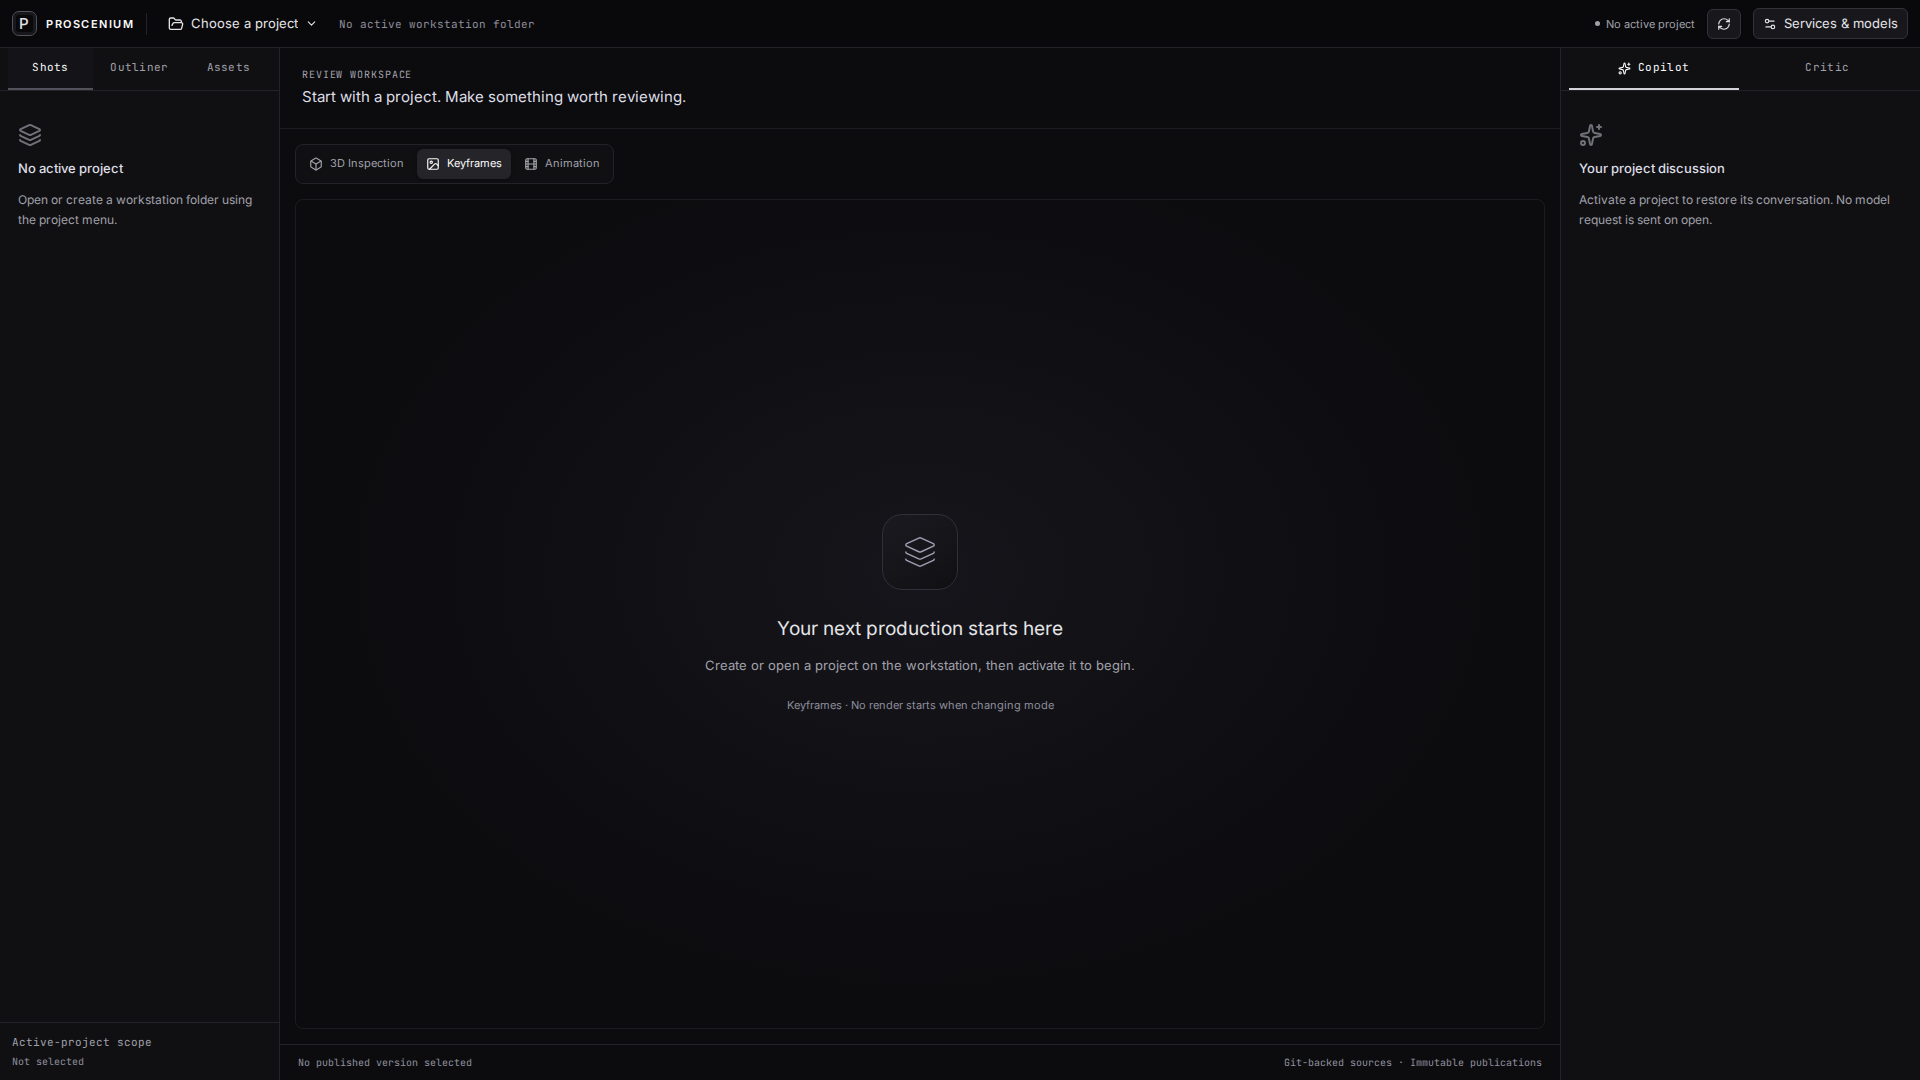 P PROSCENIUM
Choose a project
No active workstation folder
No active project
Services & models
Shots
Outliner
Assets
No active project
Open or create a workstation folder using
the project menu.
Active-project scope
Not selected
REVIEW WORKSPACE
Start with a project. Make something worth reviewing.
3D Inspection
Keyframes
Animation
Your next production starts here
Create or open a project on the workstation, then activate it to begin.
Keyframes · No render starts when changing mode
No published version selected
Git-backed sources · Immutable publications
Copilot
Critic
Your project discussion
Activate a project to restore its conversation. No model
request is sent on open.